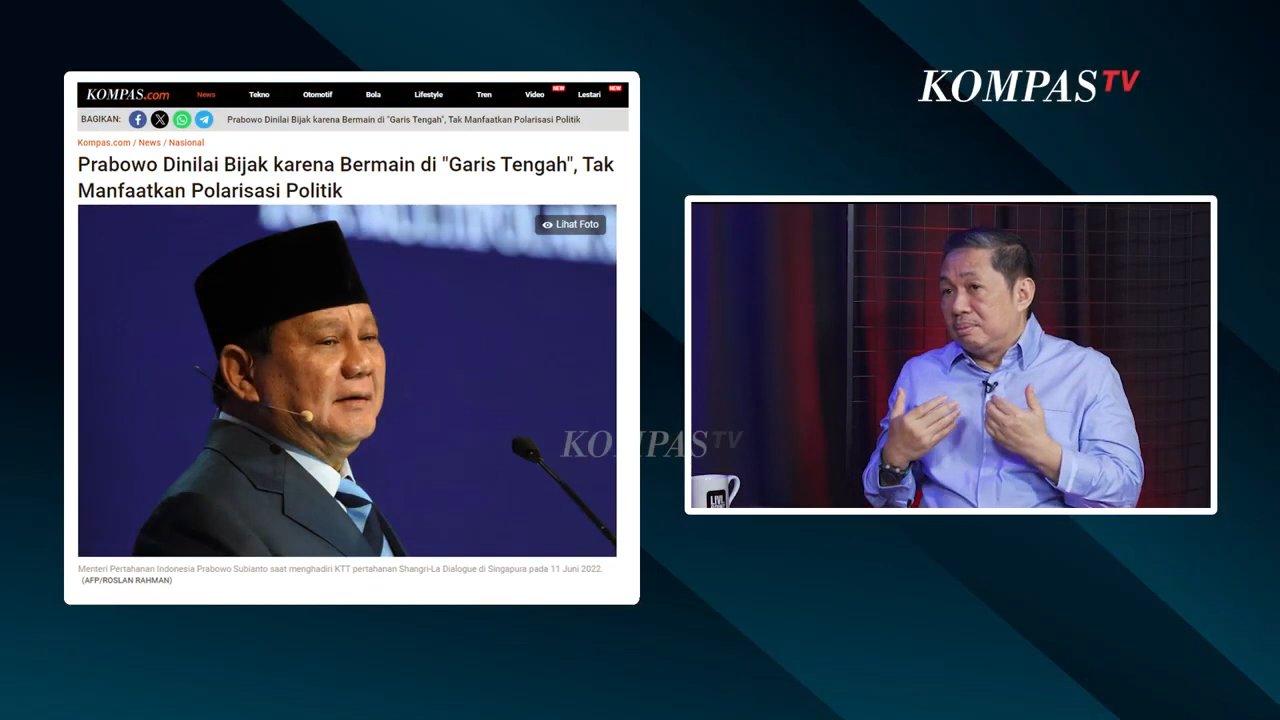 KOMPAS.com News Tekno Otomotif Bola Lifestyle Tren Video NEW Lestari NEW
BAGIKAN: Prabowo Dinilai Bijak karena Bermain di "Garis Tengah", Tak Manfaatkan Polarisasi Politik
Kompas.com / News / Nasional
Prabowo Dinilai Bijak karena Bermain di "Garis Tengah", Tak
Manfaatkan Polarisasi Politik
Lihat Foto
Menteri Pertahanan Indonesia Prabowo Subianto saat menghadiri KTT pertahanan Shangri-La Dialogue di Singapura pada 11 Juni 2022.
(AFP/ROSLAN RAHMAN)
KOMPAS TV
KOMPAS TV